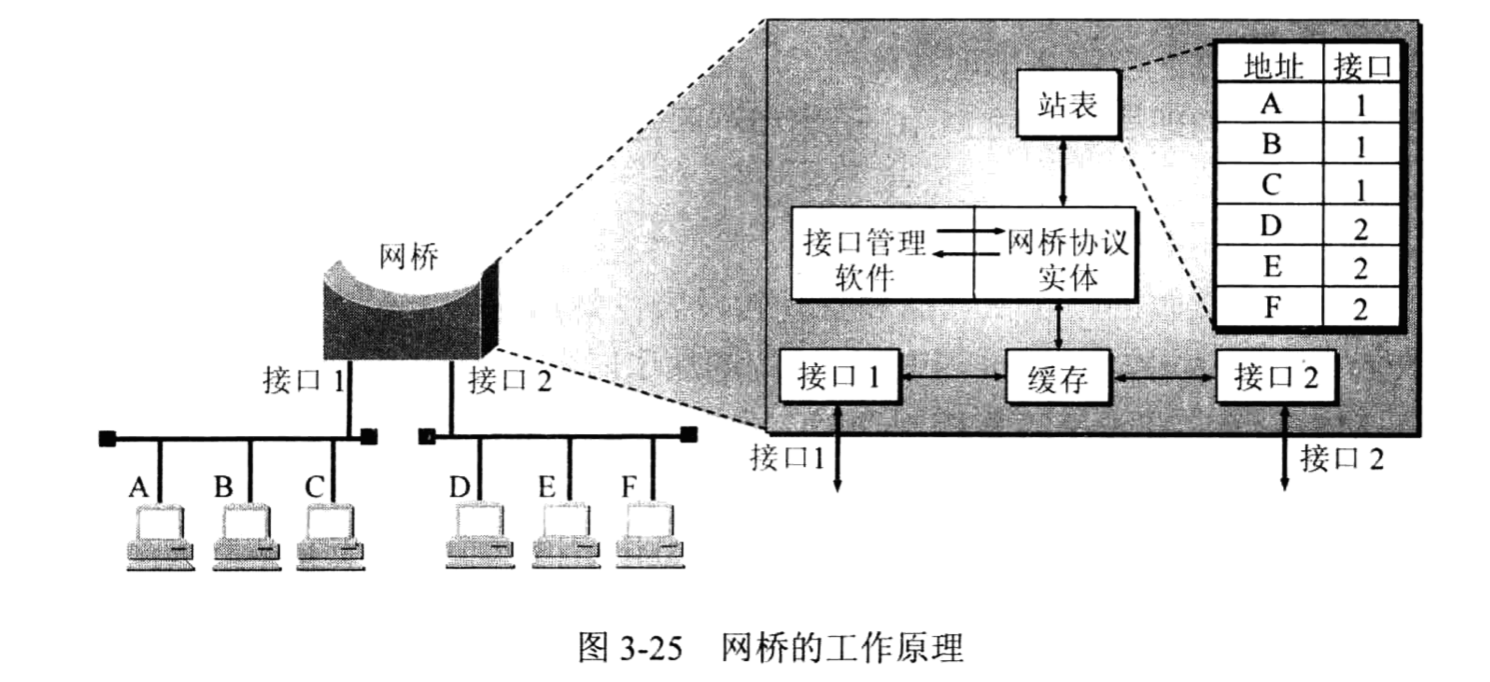 网桥
接口 1
接口 2
A
B
C
D
E
F
站表
地址 接口
A 1
B 1
C 1
D 2
E 2
F 2
接口管理
软件
网桥协议
实体
接口 1
缓存
接口 2
接口1
接口 2
图 3-25 网桥的工作原理